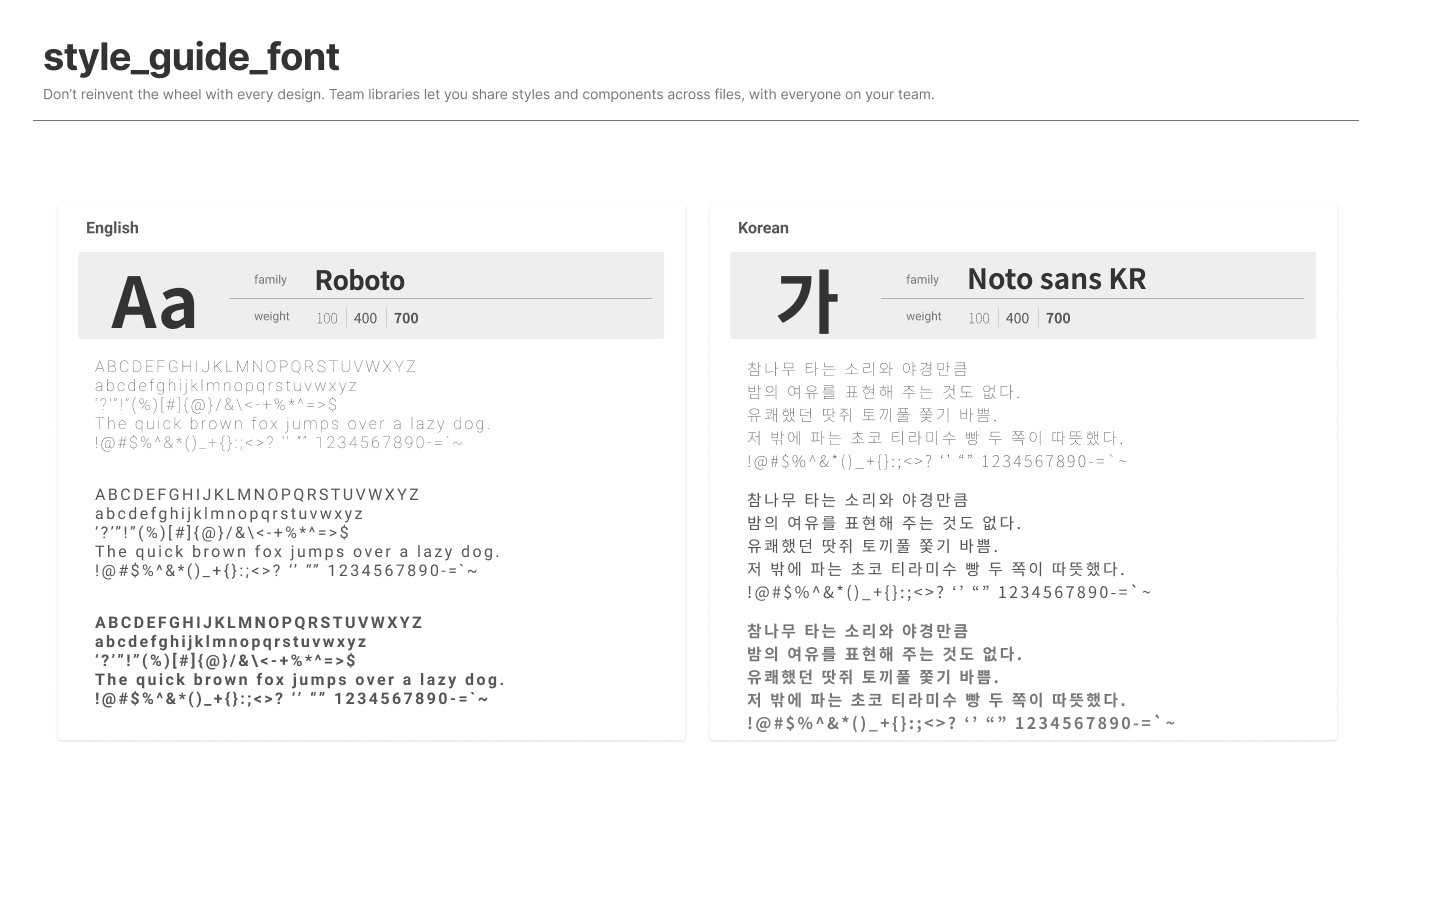 style_guide_font
Don't reinvent the wheel with every design. Team libraries let you share styles and components across files, with everyone on your team.
English
Aa
family Roboto
weight 100 400 700
ABCDEFGHIJKLMNOPQRSTUVWXYZ
abcdefghijklmnopqrstuvwxyz
‘?’”!”(%)[#]{@}/&\<-+%*^=>$
The quick brown fox jumps over a lazy dog.
!@#$%^&*()_+{}:;<>? ‘’ “” 1234567890-=`~
ABCDEFGHIJKLMNOPQRSTUVWXYZ
abcdefghijklmnopqrstuvwxyz
‘?’”!”(%)[#]{@}/&\<-+%*^=>$
The quick brown fox jumps over a lazy dog.
!@#$%^&*()_+{}:;<>? ‘’ “” 1234567890-=`~
ABCDEFGHIJKLMNOPQRSTUVWXYZ
abcdefghijklmnopqrstuvwxyz
‘?’”!”(%)[#]{@}/&\<-+%*^=>$
The quick brown fox jumps over a lazy dog.
!@#$%^&*()_+{}:;<>? ‘’ “” 1234567890-=`~
Korean
가
family Noto sans KR
weight 100 400 700
참나무 타는 소리와 야경만큼
밤의 여유를 표현해 주는 것도 없다.
유쾌했던 땃쥐 토끼풀 쫓기 바쁨.
저 밖에 파는 초코 티라미수 빵 두 쪽이 따뜻했다.
!@#$%^&*()_+{}:;<>? ‘’ “” 1234567890-=`~
참나무 타는 소리와 야경만큼
밤의 여유를 표현해 주는 것도 없다.
유쾌했던 땃쥐 토끼풀 쫓기 바쁨.
저 밖에 파는 초코 티라미수 빵 두 쪽이 따뜻했다.
!@#$%^&*()_+{}:;<>? ‘’ “” 1234567890-=`~
참나무 타는 소리와 야경만큼
밤의 여유를 표현해 주는 것도 없다.
유쾌했던 땃쥐 토끼풀 쫓기 바쁨.
저 밖에 파는 초코 티라미수 빵 두 쪽이 따뜻했다.
!@#$%^&*()_+{}:;<>? ‘’ “” 1234567890-=`~